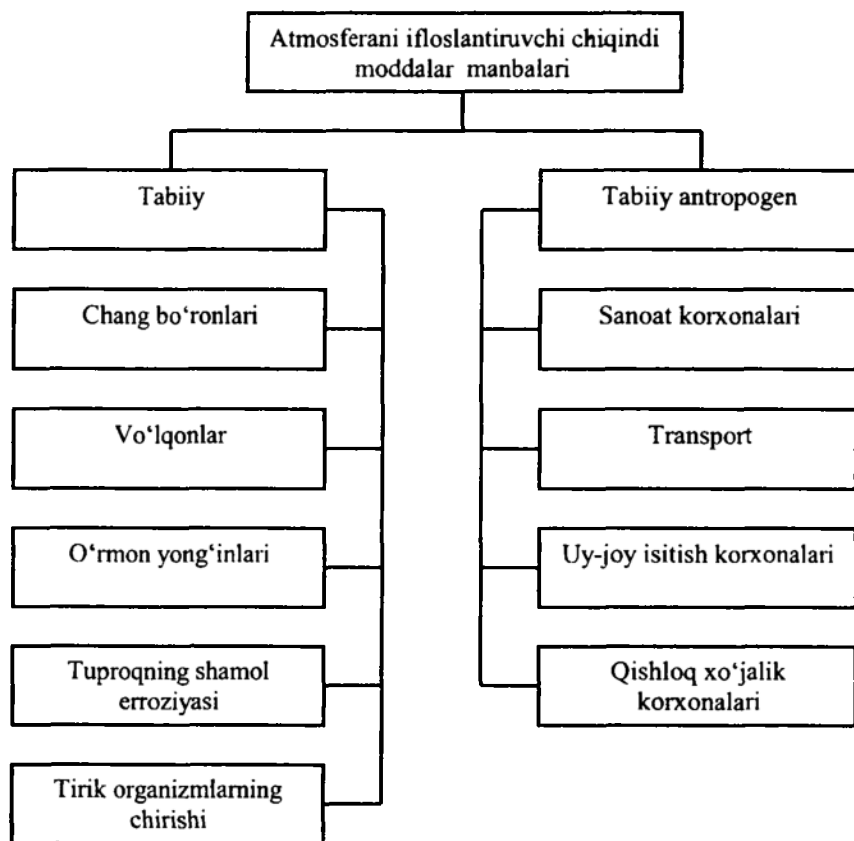 Atmosferani ifloslantiruvchi chiqindi
moddalar manbalari
Tabiiy
Chang bo‘ronlari
Vo‘lqonlar
O‘rmon yong‘inlari
Tuproqning shamol
erroziyasi
Tirik organizmlarning
chirishi
Tabiiy antropogen
Sanoat korxonalari
Transport
Uy-joy isitish korxonalari
Qishloq xo‘jalik
korxonalari